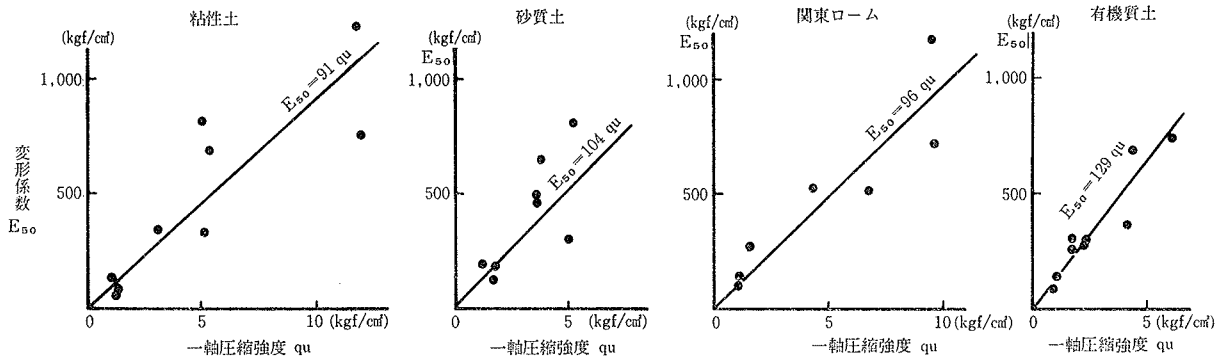 粘性土
(kgf/c㎡)
1,000
500
変形係数
E₅₀
E₅₀=91 qu
0
5
10
(kgf/c㎡)
一軸圧縮強度 qu
砂質土
(kgf/c㎡)
E₅₀
1,000
500
E₅₀=104 qu
0
5
(kgf/c㎡)
一軸圧縮強度 qu
関東ローム
(kgf/c㎡)
E₅₀
1,000
500
E₅₀=96 qu
0
5
10
(kgf/c㎡)
一軸圧縮強度 qu
有機質土
(kgf/c㎡)
E₅₀
1,000
500
E₅₀=129 qu
0
5
(kgf/c㎡)
一軸圧縮強度 qu